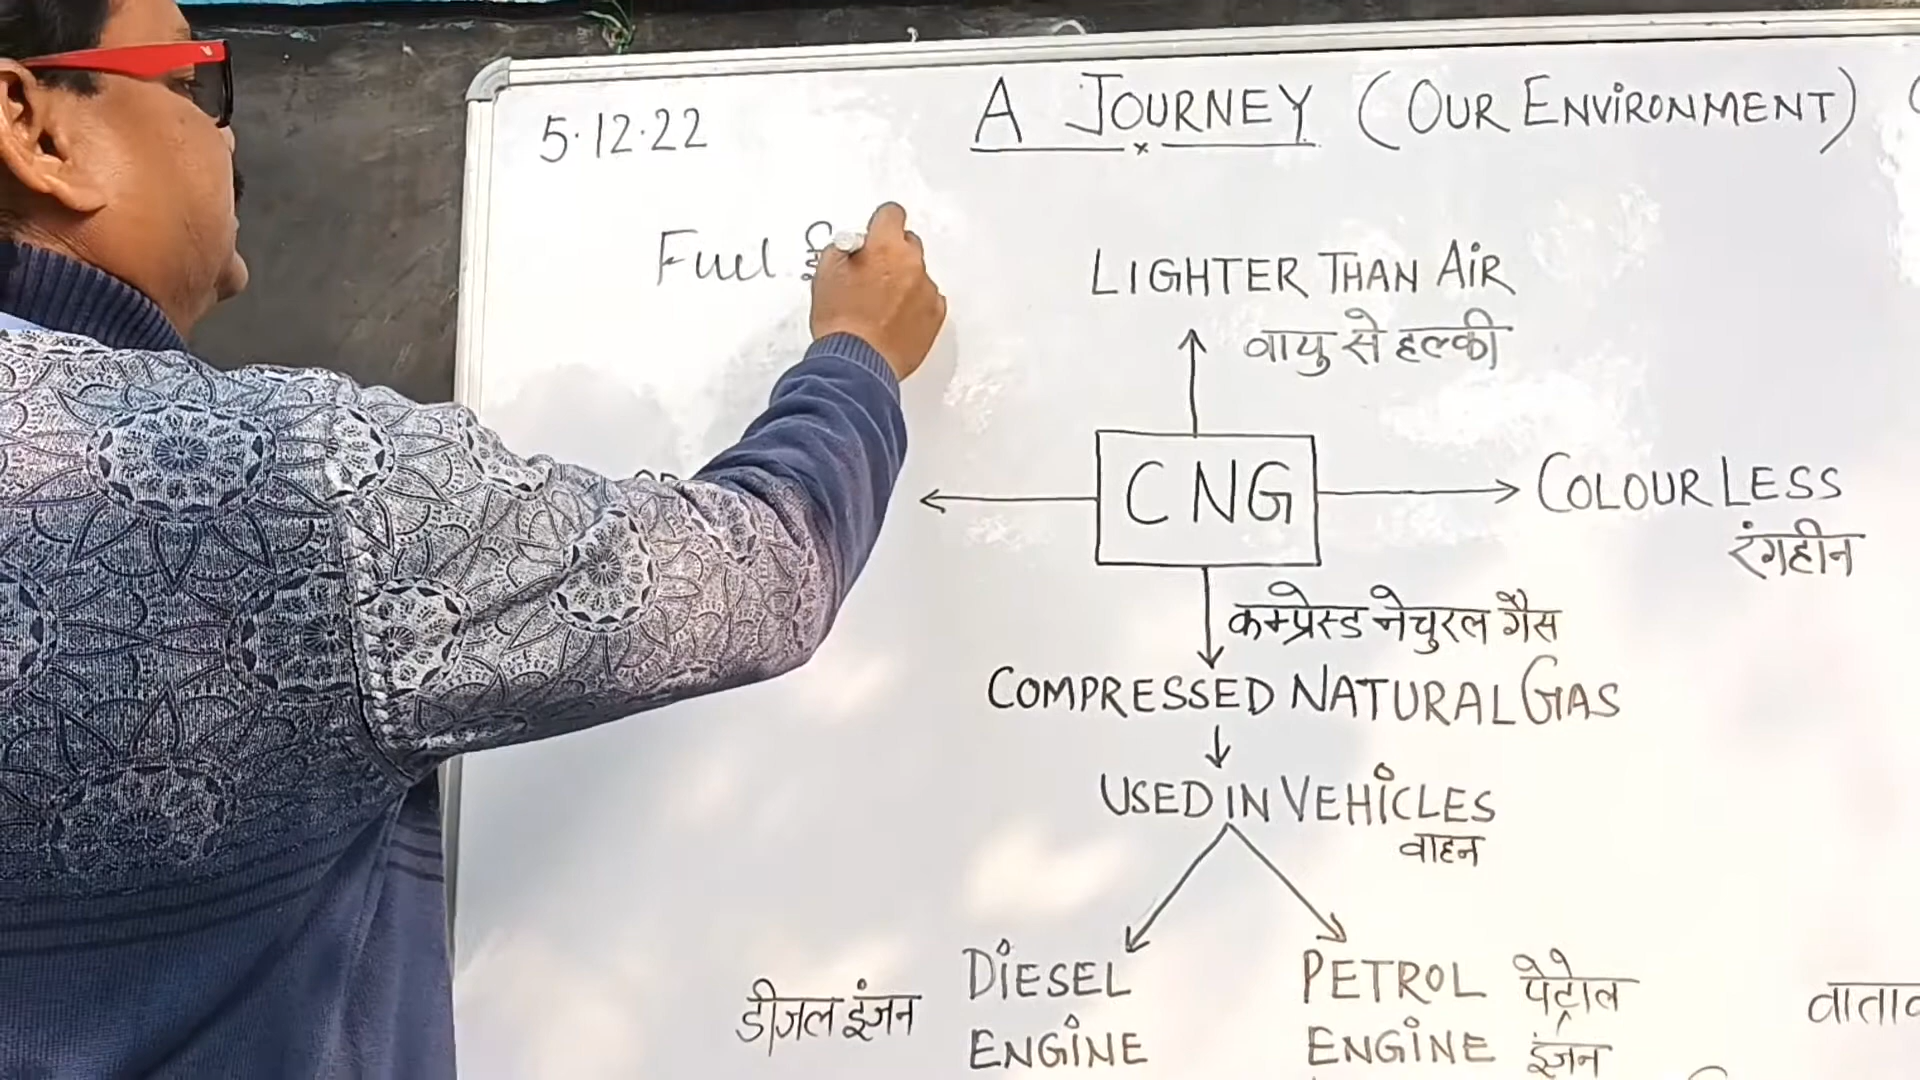 5.12.22
A JOURNEY (OUR ENVIRONMENT)
Fuel
LIGHTER THAN AIR
वायु से हल्की
CNG
COLOURLESS
रंगहीन
कम्प्रेस्ड नेचुरल गैस
COMPRESSED NATURAL GAS
USED IN VEHICLES
वाहन
डीजल इंजन
DIESEL
ENGINE
PETROL
ENGINE
पेट्रोल
इंजन